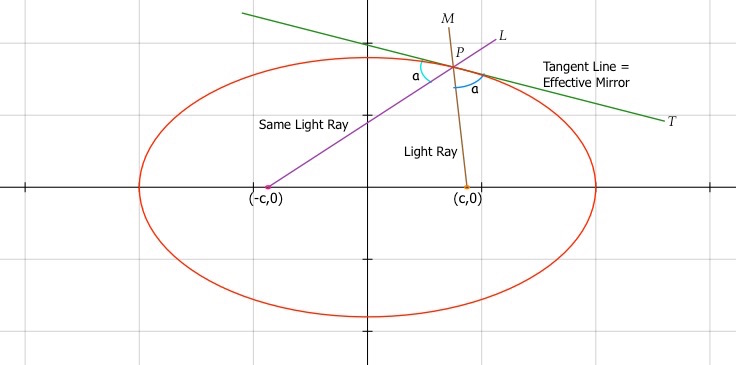 M
L
P
Tangent Line =
Effective Mirror
a
a
T
Same Light Ray
Light Ray
(-c,0)
(c,0)